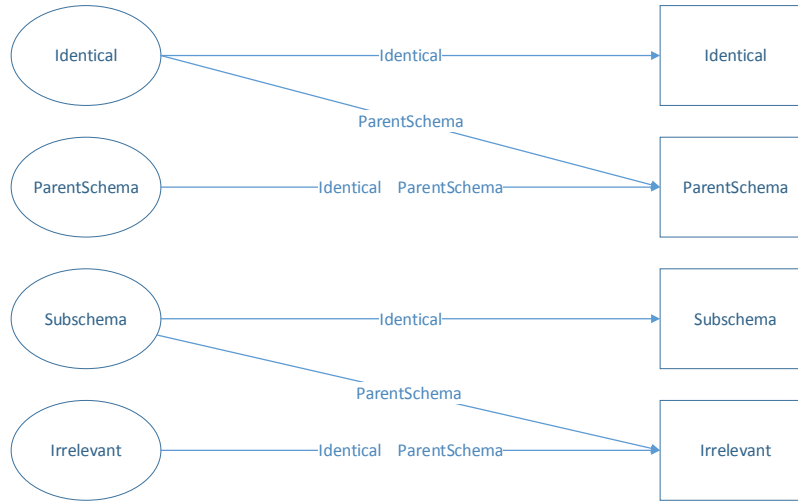 Identical Identical Identical
ParentSchema
ParentSchema Identical ParentSchema ParentSchema
Subschema Identical Subschema
ParentSchema
Irrelevant Identical ParentSchema Irrelevant